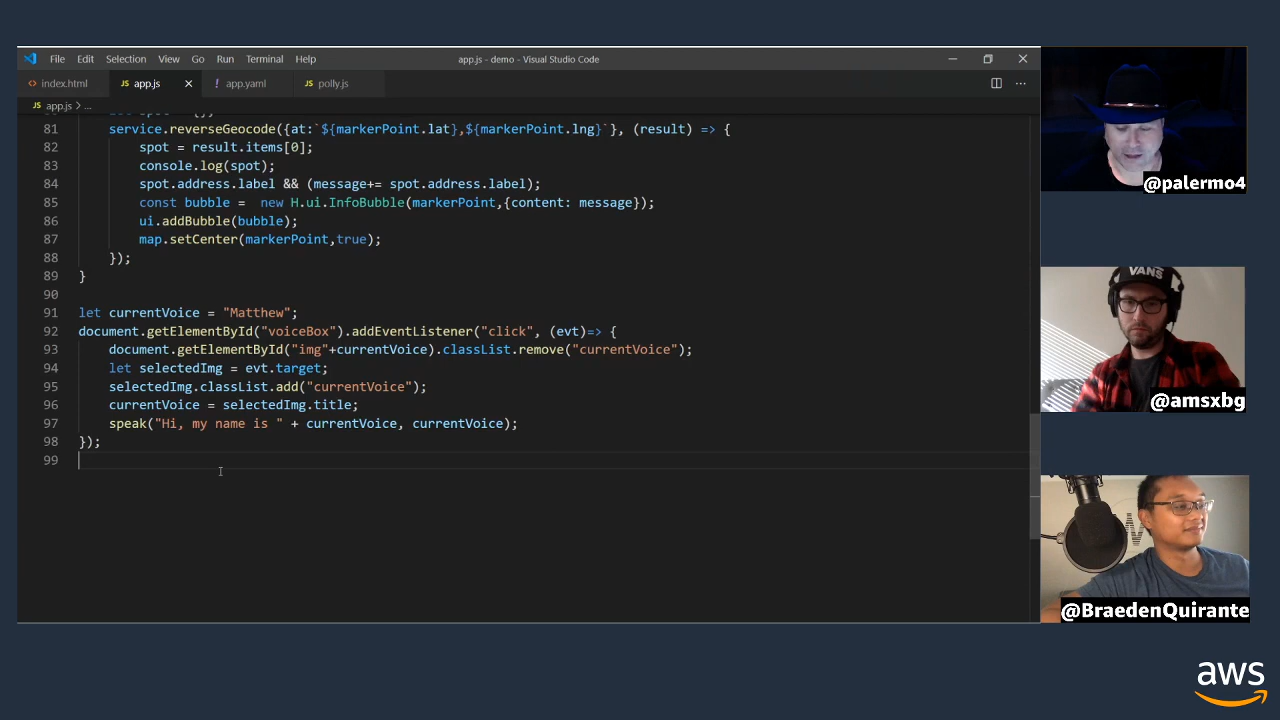 File Edit Selection View Go Run Terminal Help app.js - demo - Visual Studio Code
index.html app.js app.yaml polly.js
app.js > ...
81 service.reverseGeocode({at:`${markerPoint.lat},${markerPoint.lng}`}, (result) => {
82 spot = result.items[0];
83 console.log(spot);
84 spot.address.label && (message+= spot.address.label);
85 const bubble = new H.ui.InfoBubble(markerPoint,{content: message});
86 ui.addBubble(bubble);
87 map.setCenter(markerPoint,true);
88 });
89 }
90
91 let currentVoice = "Matthew";
92 document.getElementById("voiceBox").addEventListener("click", (evt)=> {
93 document.getElementById("img"+currentVoice).classList.remove("currentVoice");
94 let selectedImg = evt.target;
95 selectedImg.classList.add("currentVoice");
96 currentVoice = selectedImg.title;
97 speak("Hi, my name is " + currentVoice, currentVoice);
98 });
99
@palermo4
VANS
@amsxbg
@BraedenQuirante
aws